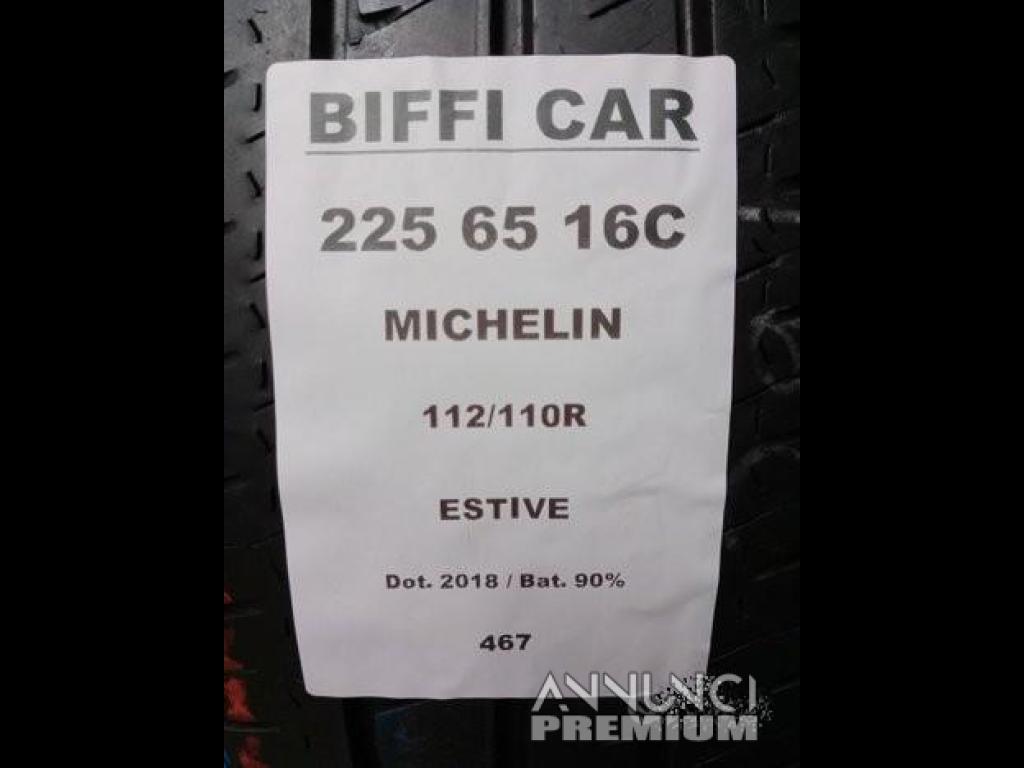 BIFFI CAR
225 65 16C
MICHELIN
112/110R
ESTIVE
Dot. 2018 / Bat. 90%
467
ANNUNCI
PREMIUM